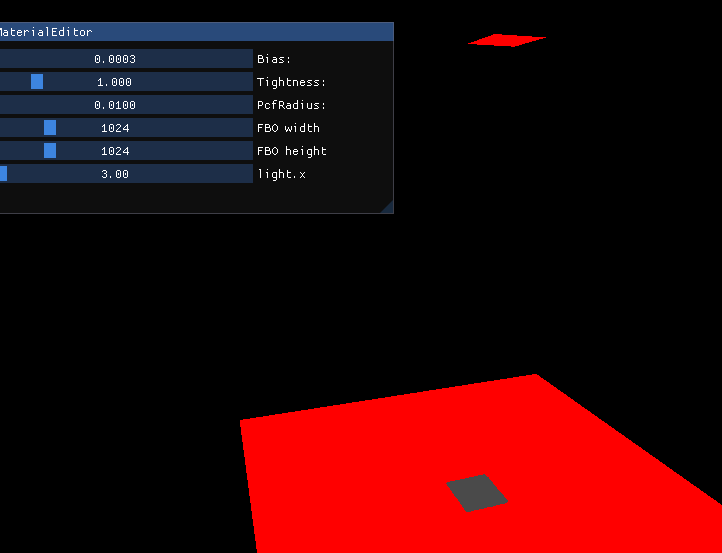 MaterialEditor
0.0003 Bias:
1.000 Tightness:
0.0100 PcfRadius:
1024 FBO width
1024 FBO height
3.00 light.x